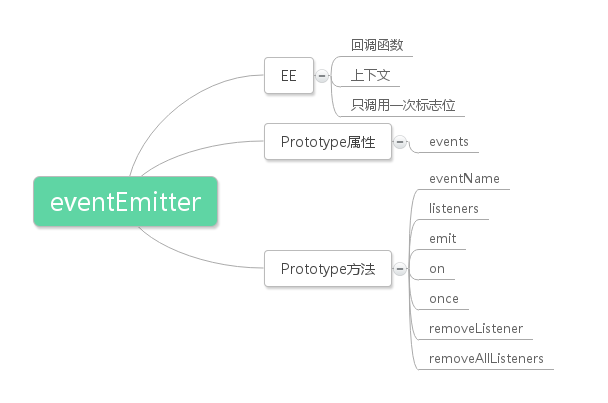 eventEmitter
EE
回调函数
上下文
只调用一次标志位
Prototype属性
events
Prototype方法
eventName
listeners
emit
on
once
removeListener
removeAllListeners